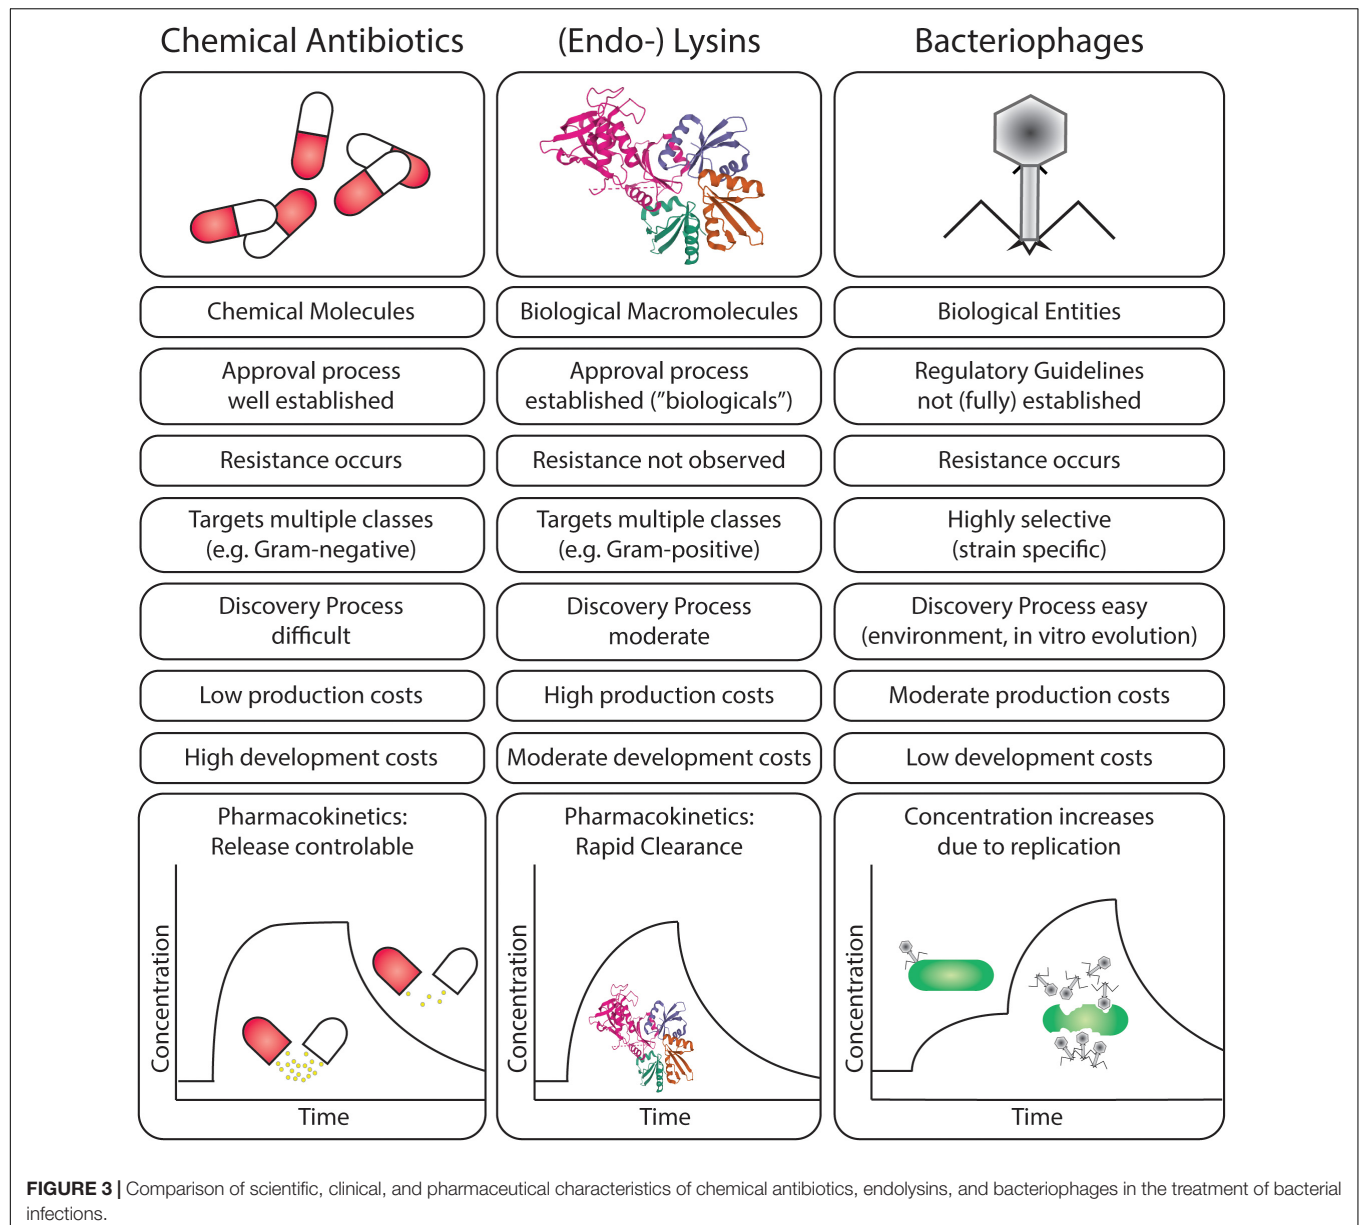 Chemical Antibiotics
(Endo-) Lysins
Bacteriophages
Chemical Molecules
Biological Macromolecules
Biological Entities
Approval process
well established
Approval process
established (”biologicals”)
Regulatory Guidelines
not (fully) established
Resistance occurs
Resistance not observed
Resistance occurs
Targets multiple classes
(e.g. Gram-negative)
Targets multiple classes
(e.g. Gram-positive)
Highly selective
(strain specific)
Discovery Process
difficult
Discovery Process
moderate
Discovery Process easy
(environment, in vitro evolution)
Low production costs
High production costs
Moderate production costs
High development costs
Moderate development costs
Low development costs
Pharmacokinetics:
Release controlable
Concentration
Time
Pharmacokinetics:
Rapid Clearance
Concentration
Time
Concentration increases
due to replication
Concentration
Time
FIGURE 3 | Comparison of scientific, clinical, and pharmaceutical characteristics of chemical antibiotics, endolysins, and bacteriophages in the treatment of bacterial
infections.